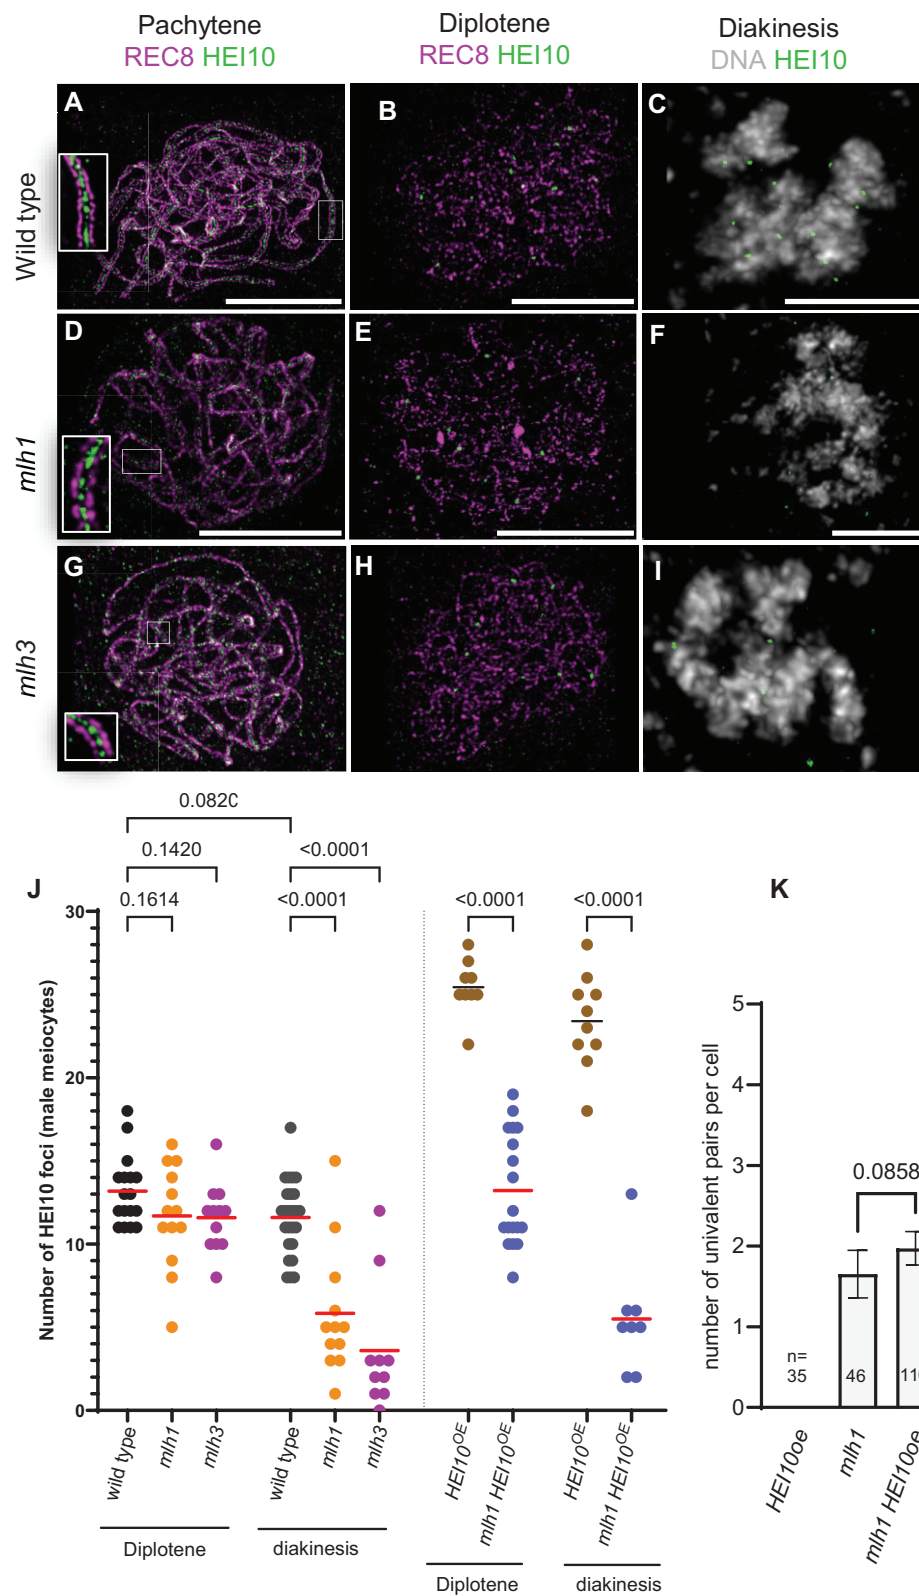 Pachytene
REC8 HEI10
Diplotene
REC8 HEI10
Diakinesis
DNA HEI10
Wild type
A
B
C
mlh1
D
E
F
mlh3
G
H
I
J
0.0820
0.1420
<0.0001
0.1614
<0.0001
<0.0001
<0.0001
Number of HEI10 foci (male meiocytes)
30
20
10
0
wild type
mlh1
mlh3
wild type
mlh1
mlh3
HEI10OE
mlh1 HEI10OE
HEI10OE
mlh1 HEI10OE
Diplotene
diakinesis
Diplotene
diakinesis
K
number of univalent pairs per cell
5
4
3
2
1
0
0.0858
n=
35
46
HEI10oe
mlh1
mlh1 HEI10oe